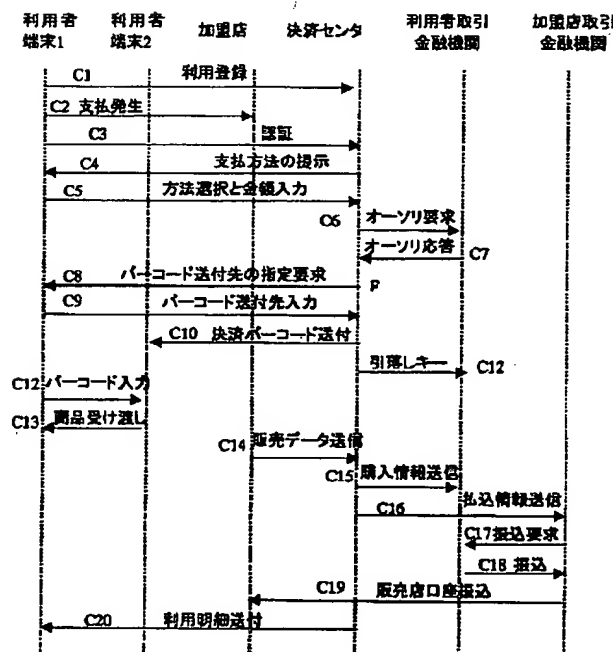 利用者
端末1
利用者
端末2
加盟店
決済センタ
利用者取引
金融機関
加盟店取引
金融機関
C1 利用登録
C2 支払発生
C3 認証
C4 支払方法の提示
C5 方法選択と金額入力
C6 オーソリ要求
オーソリ応答 C7
C8 バーコード送付先の指定要求 F
C9 バーコード送付先入力
C10 決済バーコード送付
引落しキー C12
C12 バーコード入力
C13 商品受け渡し
C14 販売データ送信
C15 購入情報送信
C16 払込情報送信
C17 振込要求
C18 振込
C19 販売店口座振込
C20 利用明細送付